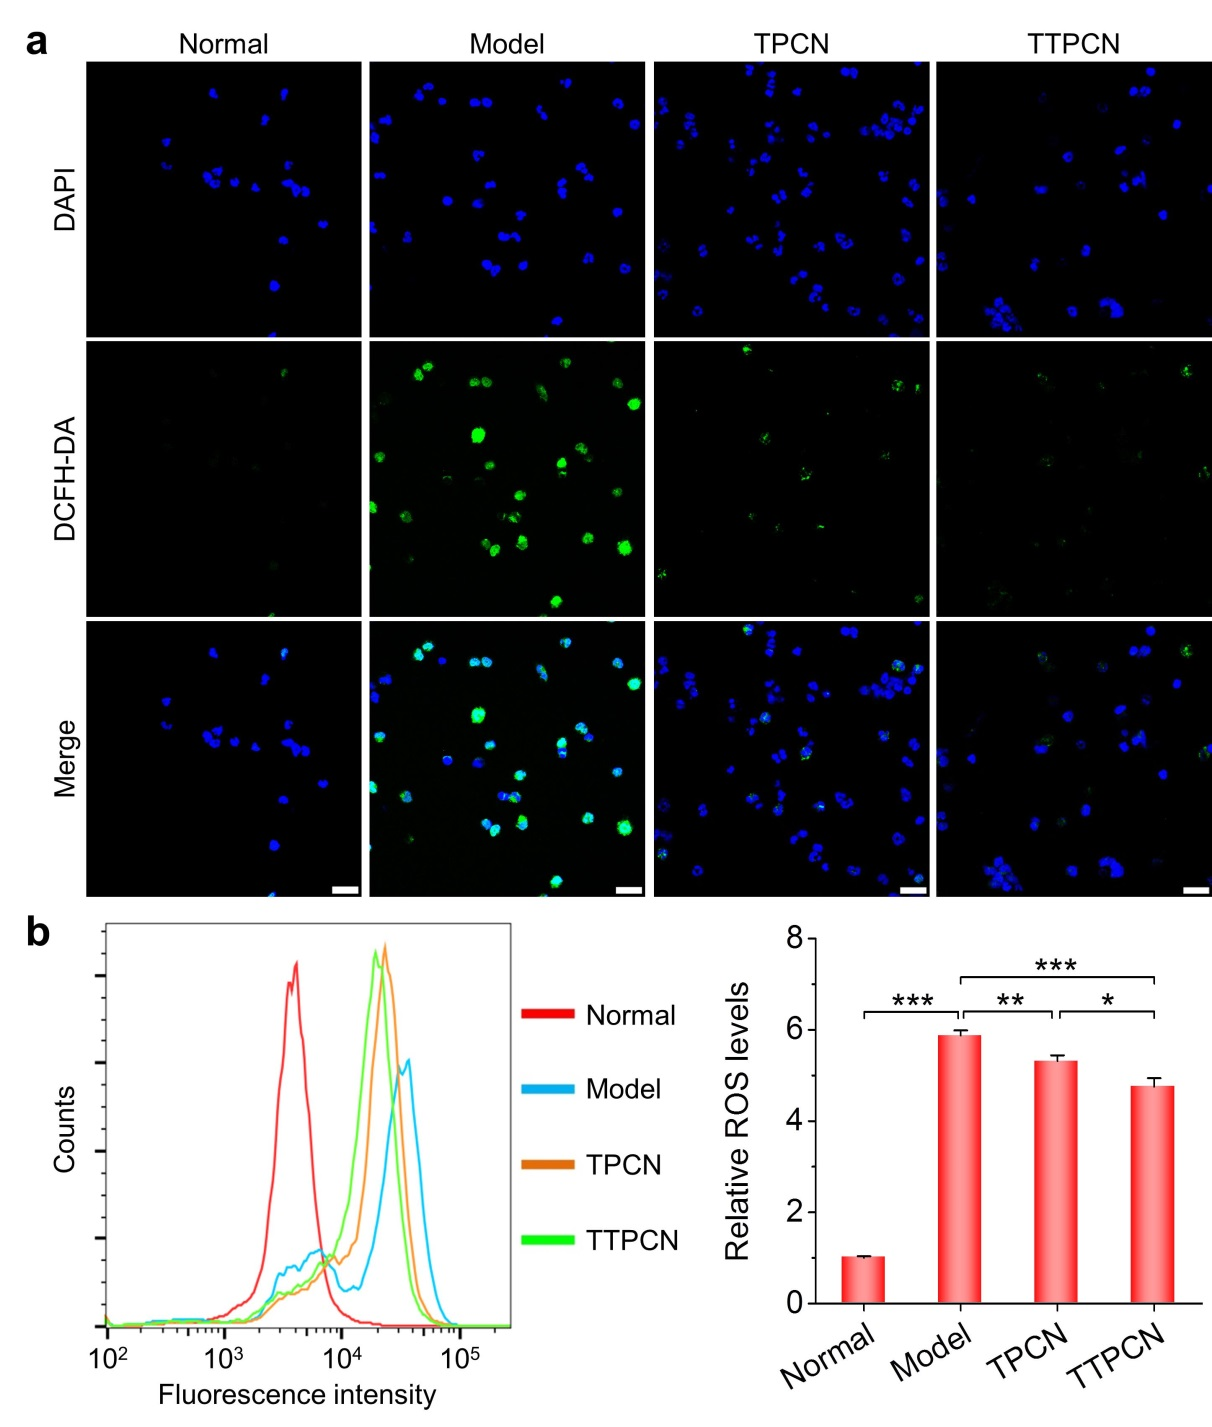 a
Normal Model TPCN TTPCN
DAPI
DCFH-DA
Merge
b
Counts
10² 10³ 10⁴ 10⁵
Fluorescence intensity
Normal
Model
TPCN
TTPCN
Relative ROS levels
8
6
4
2
0
***
*** ** *
Normal Model TPCN TTPCN